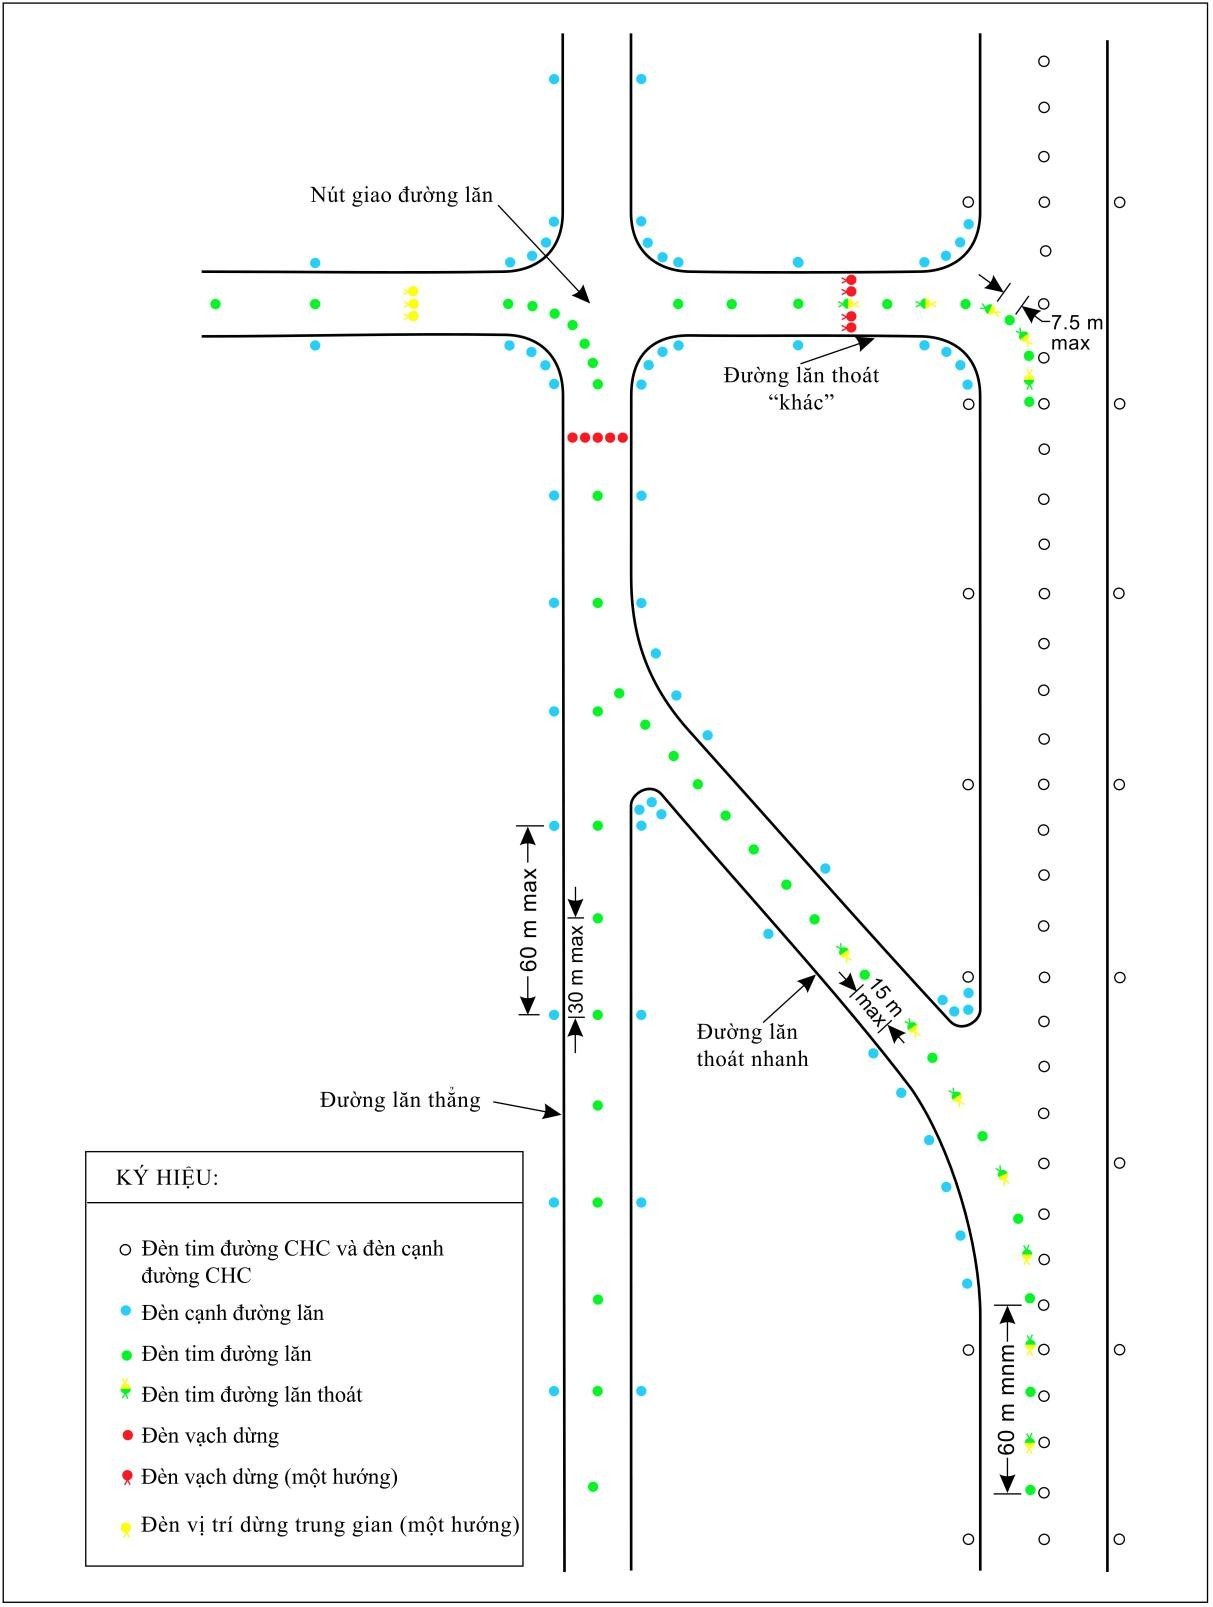 Nút giao đường lăn
7.5 m
max
Đường lăn thoát
“khác”
60 m max
30 m max
15 m
max
Đường lăn
thoát nhanh
Đường lăn thẳng
KÝ HIỆU:
Đèn tim đường CHC và đèn cạnh
đường CHC
Đèn cạnh đường lăn
Đèn tim đường lăn
Đèn tim đường lăn thoát
Đèn vạch dừng
Đèn vạch dừng (một hướng)
Đèn vị trí dừng trung gian (một hướng)
60 m mnm